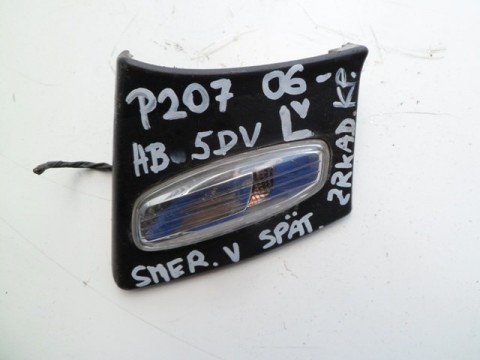 P207 06-
AB 5DV L
SMER. V SPÄT.
ZRKAD. KR.